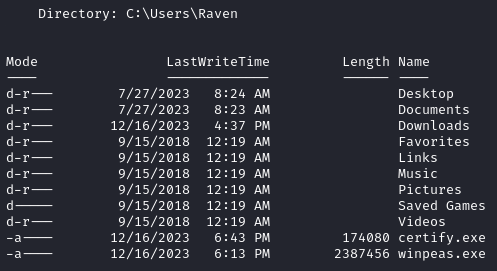 Directory: C:\Users\Raven

Mode                LastWriteTime         Length Name
----                -------------         ------ ----
d-r---        7/27/2023   8:24 AM                Desktop
d-r---        7/27/2023   8:23 AM                Documents
d-r---       12/16/2023   4:37 PM                Downloads
d-r---        9/15/2018  12:19 AM                Favorites
d-r---        9/15/2018  12:19 AM                Links
d-r---        9/15/2018  12:19 AM                Music
d-r---        9/15/2018  12:19 AM                Pictures
d-----        9/15/2018  12:19 AM                Saved Games
d-r---        9/15/2018  12:19 AM                Videos
-a----       12/16/2023   6:43 PM         174080 certify.exe
-a----       12/16/2023   6:13 PM        2387456 winpeas.exe